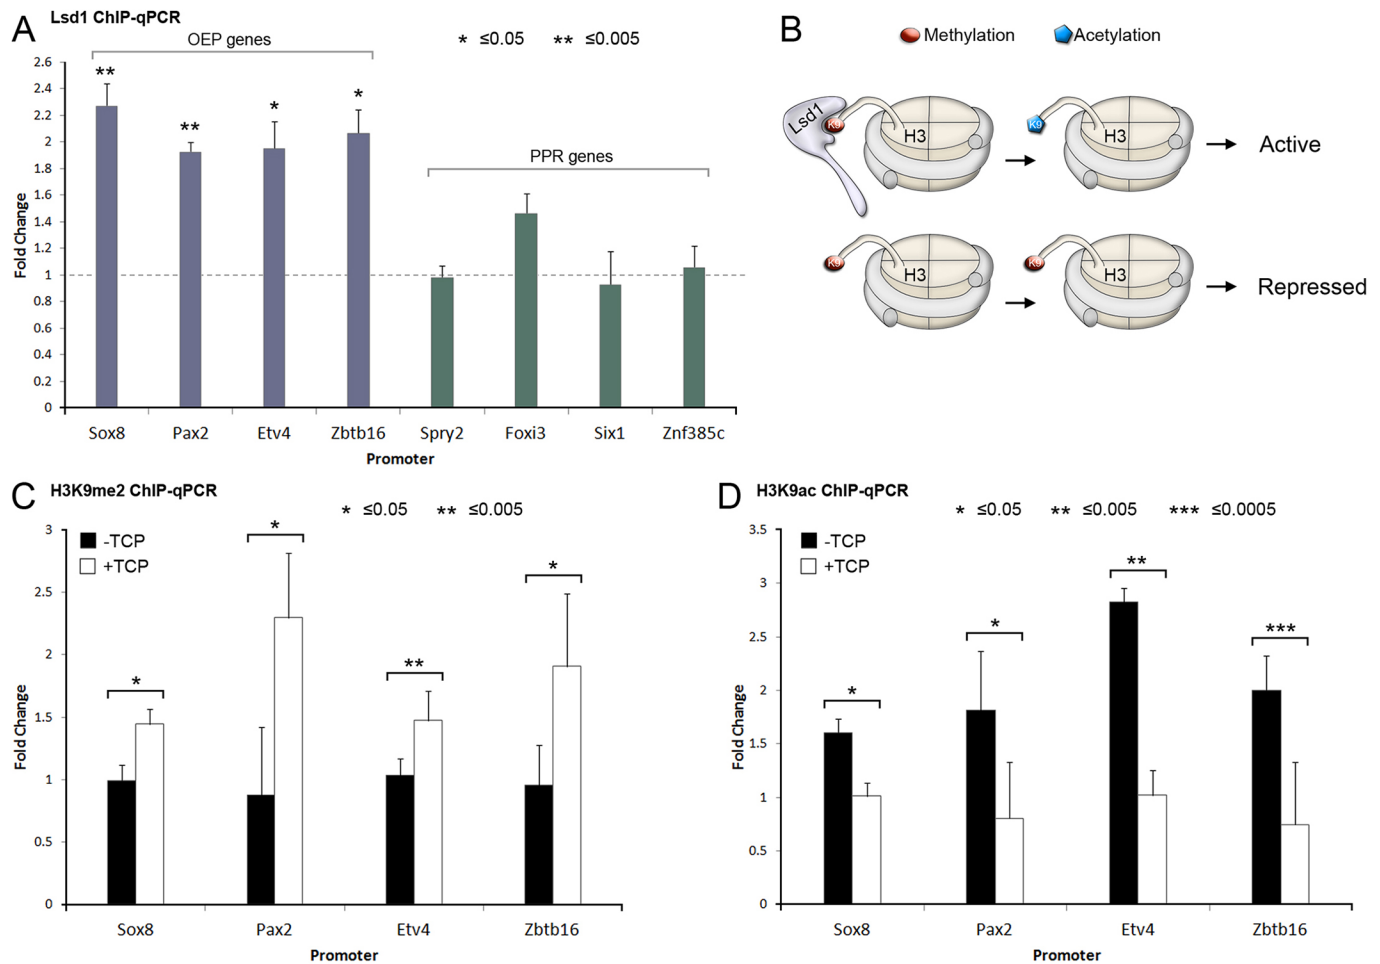 A
Lsd1 ChIP-qPCR
OEP genes
* ≤0.05 ** ≤0.005
PPR genes
Fold Change
2.6
2.4
2.2
2
1.8
1.6
1.4
1.2
1
0.8
0.6
0.4
0.2
0
** ** * *
Sox8 Pax2 Etv4 Zbtb16 Spry2 Foxi3 Six1 Znf385c
Promoter
B
Methylation Acetylation
Lsd1 K9 H3 K9 H3 Active
K9 H3 K9 H3 Repressed
C
H3K9me2 ChIP-qPCR
* ≤0.05 ** ≤0.005
-TCP
+TCP
Fold Change
3
2.5
2
1.5
1
0.5
0
* * ** *
Sox8 Pax2 Etv4 Zbtb16
Promoter
D
H3K9ac ChIP-qPCR
* ≤0.05 ** ≤0.005 *** ≤0.0005
-TCP
+TCP
Fold Change
3.5
3
2.5
2
1.5
1
0.5
0
* * ** ***
Sox8 Pax2 Etv4 Zbtb16
Promoter